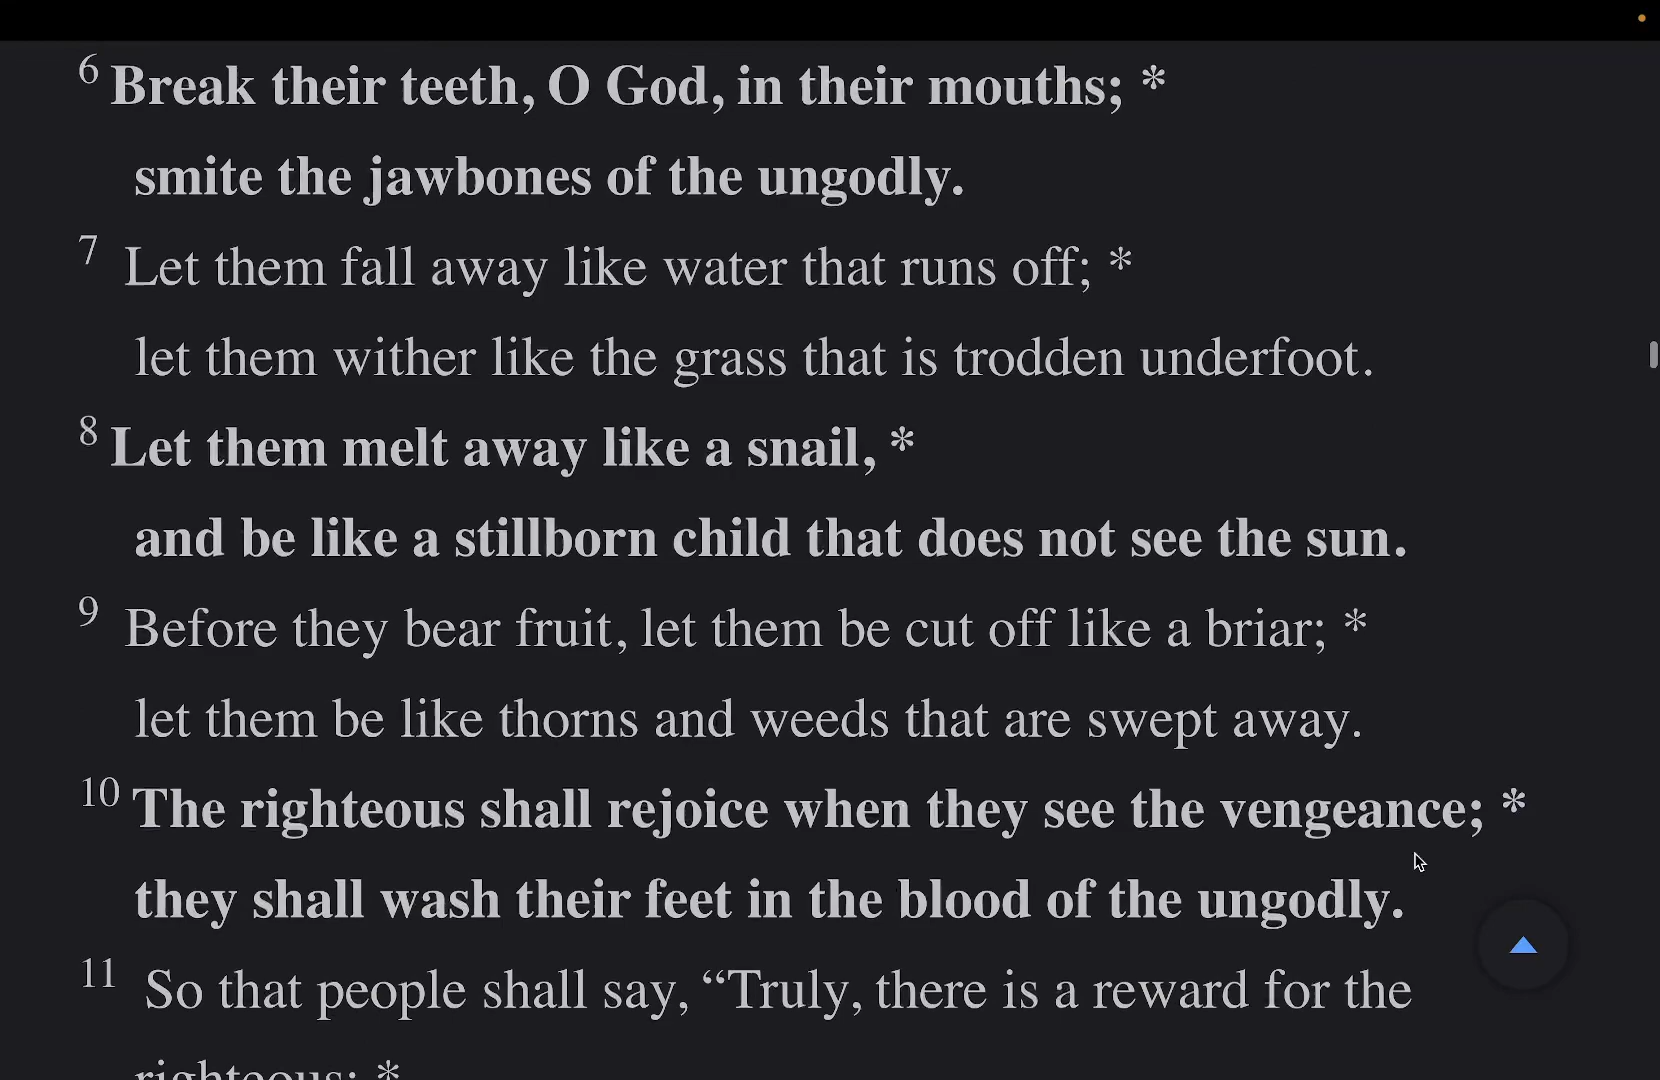 6 Break their teeth, O God, in their mouths; *
smite the jawbones of the ungodly.
7 Let them fall away like water that runs off; *
let them wither like the grass that is trodden underfoot.
8 Let them melt away like a snail, *
and be like a stillborn child that does not see the sun.
9 Before they bear fruit, let them be cut off like a briar; *
let them be like thorns and weeds that are swept away.
10 The righteous shall rejoice when they see the vengeance; *
they shall wash their feet in the blood of the ungodly.
11 So that people shall say, “Truly, there is a reward for the
righteous; *